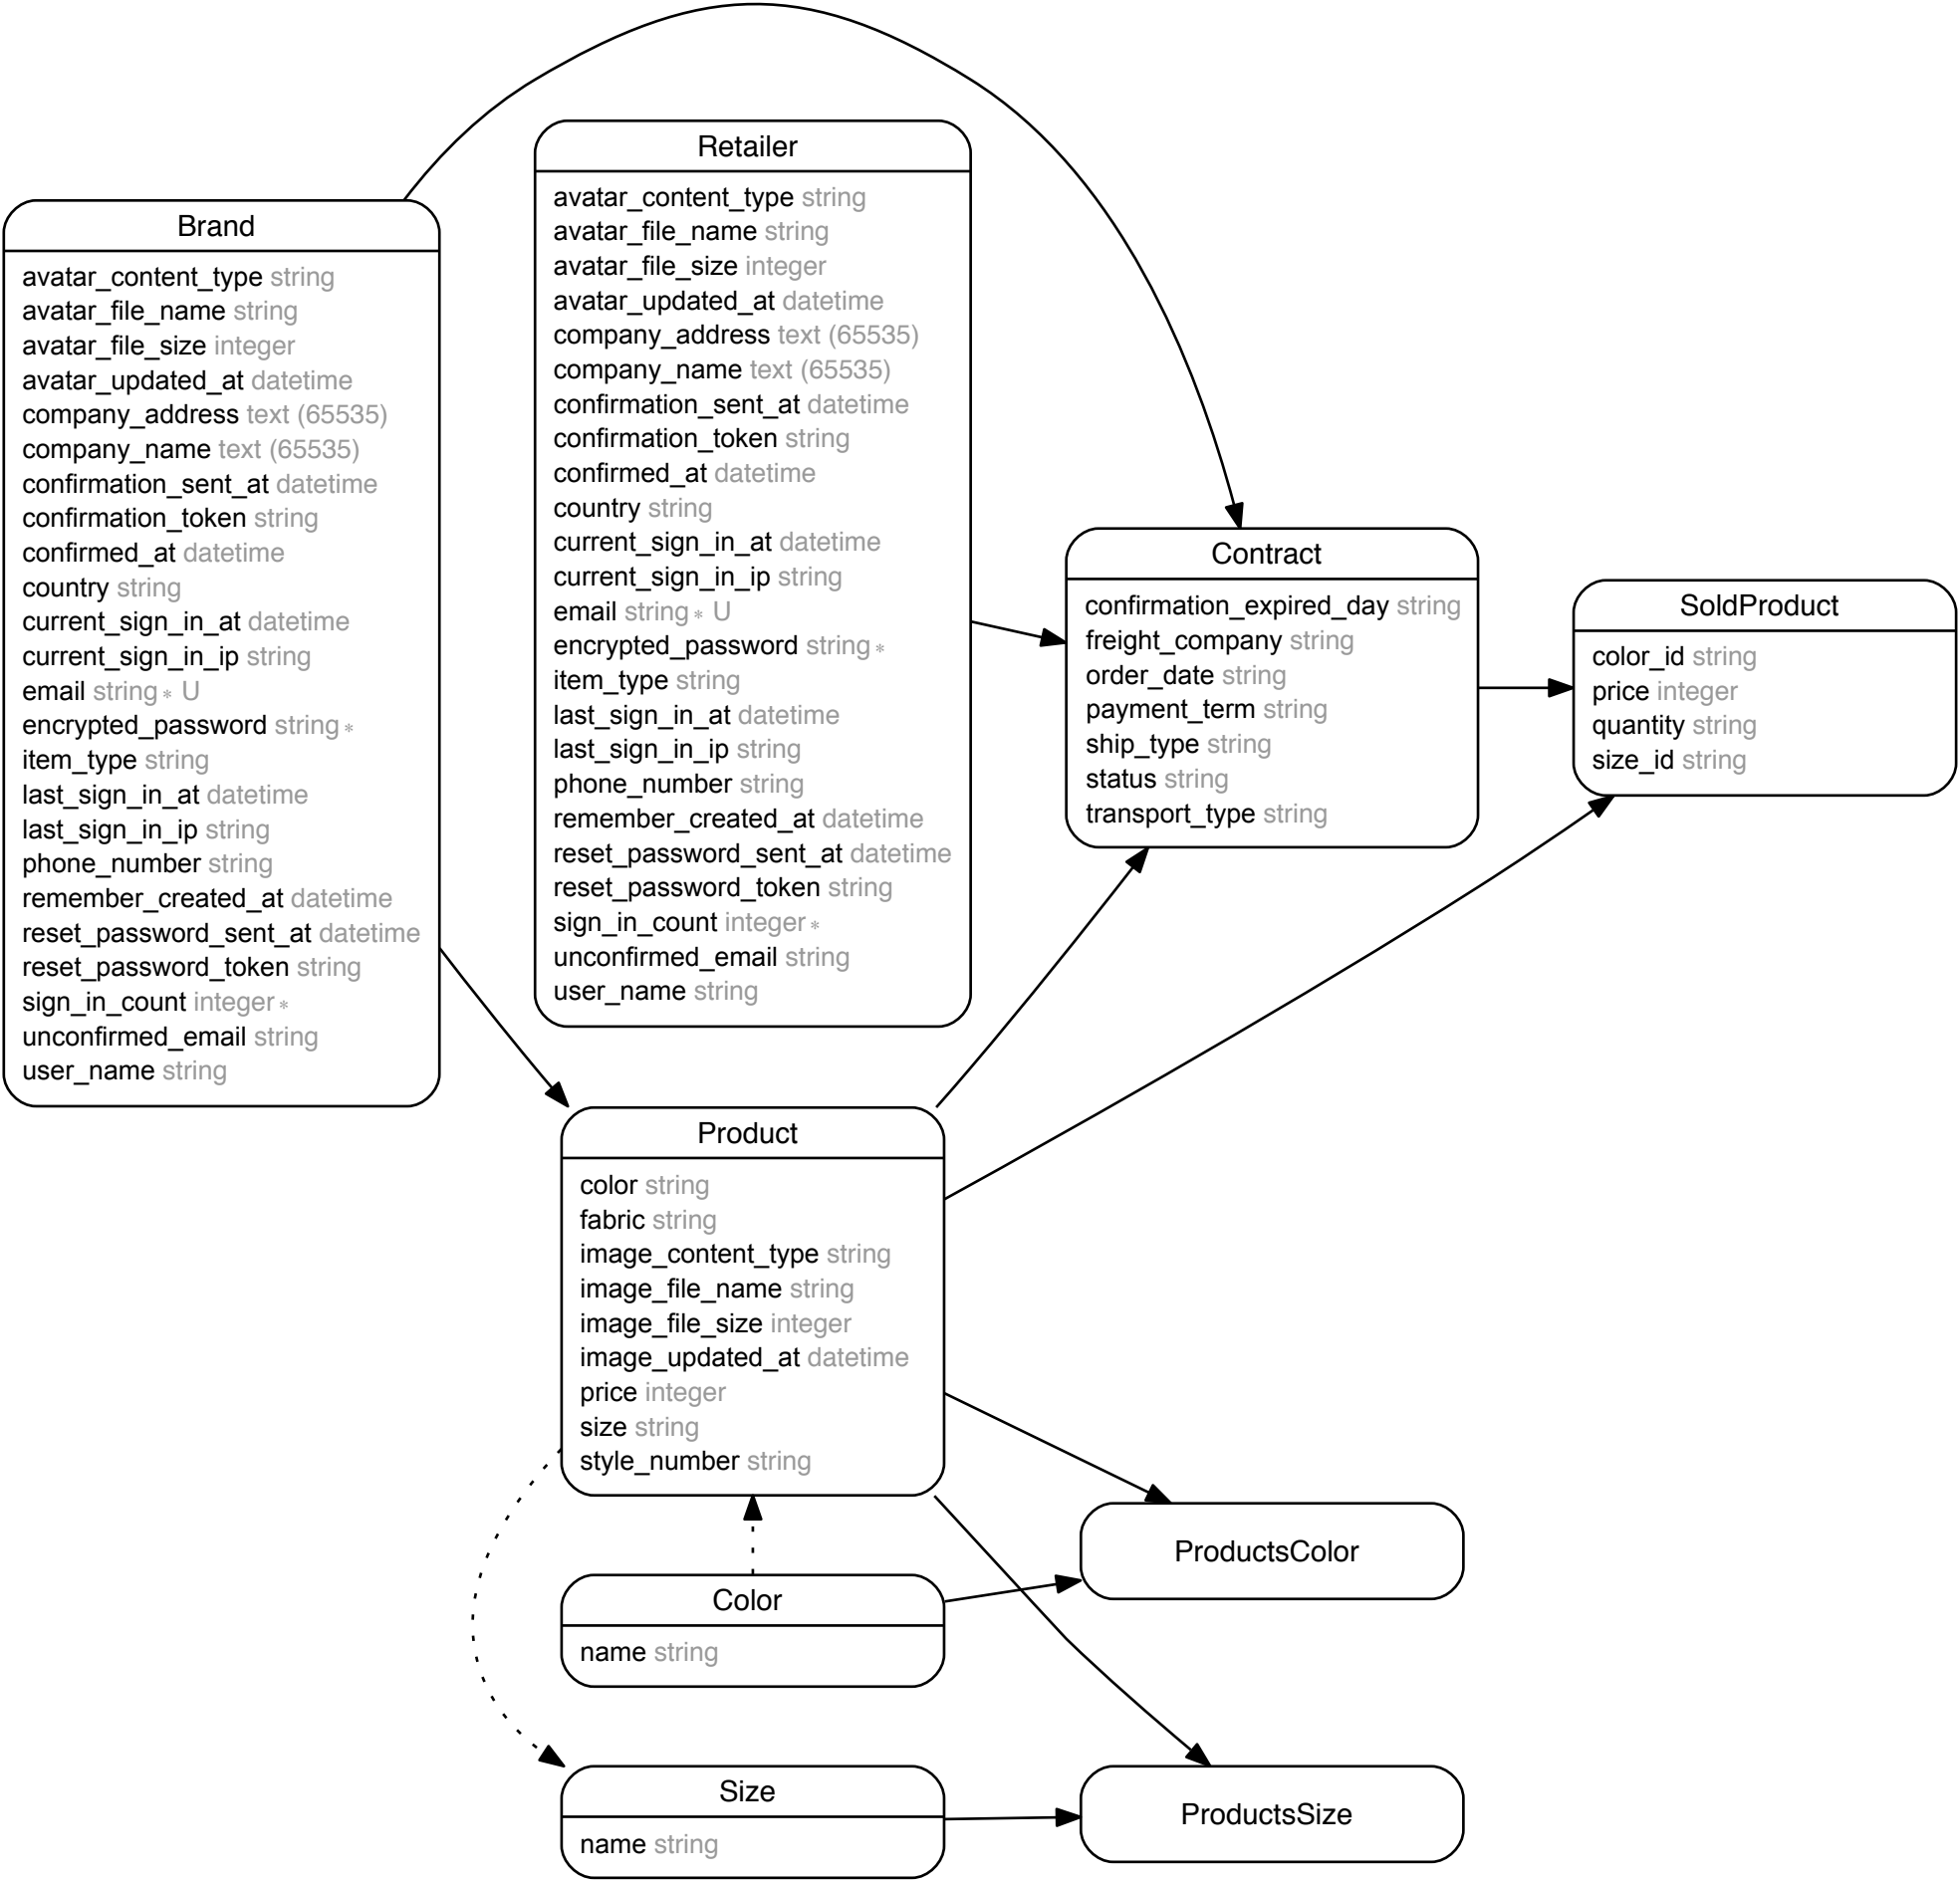 Brand
avatar_content_type string
avatar_file_name string
avatar_file_size integer
avatar_updated_at datetime
company_address text (65535)
company_name text (65535)
confirmation_sent_at datetime
confirmation_token string
confirmed_at datetime
country string
current_sign_in_at datetime
current_sign_in_ip string
email string∗ U
encrypted_password string∗
item_type string
last_sign_in_at datetime
last_sign_in_ip string
phone_number string
remember_created_at datetime
reset_password_sent_at datetime
reset_password_token string
sign_in_count integer∗
unconfirmed_email string
user_name string
Retailer
avatar_content_type string
avatar_file_name string
avatar_file_size integer
avatar_updated_at datetime
company_address text (65535)
company_name text (65535)
confirmation_sent_at datetime
confirmation_token string
confirmed_at datetime
country string
current_sign_in_at datetime
current_sign_in_ip string
email string∗ U
encrypted_password string∗
item_type string
last_sign_in_at datetime
last_sign_in_ip string
phone_number string
remember_created_at datetime
reset_password_sent_at datetime
reset_password_token string
sign_in_count integer∗
unconfirmed_email string
user_name string
Contract
confirmation_expired_day string
freight_company string
order_date string
payment_term string
ship_type string
status string
transport_type string
SoldProduct
color_id string
price integer
quantity string
size_id string
Product
color string
fabric string
image_content_type string
image_file_name string
image_file_size integer
image_updated_at datetime
price integer
size string
style_number string
ProductsColor
Color
name string
Size
name string
ProductsSize